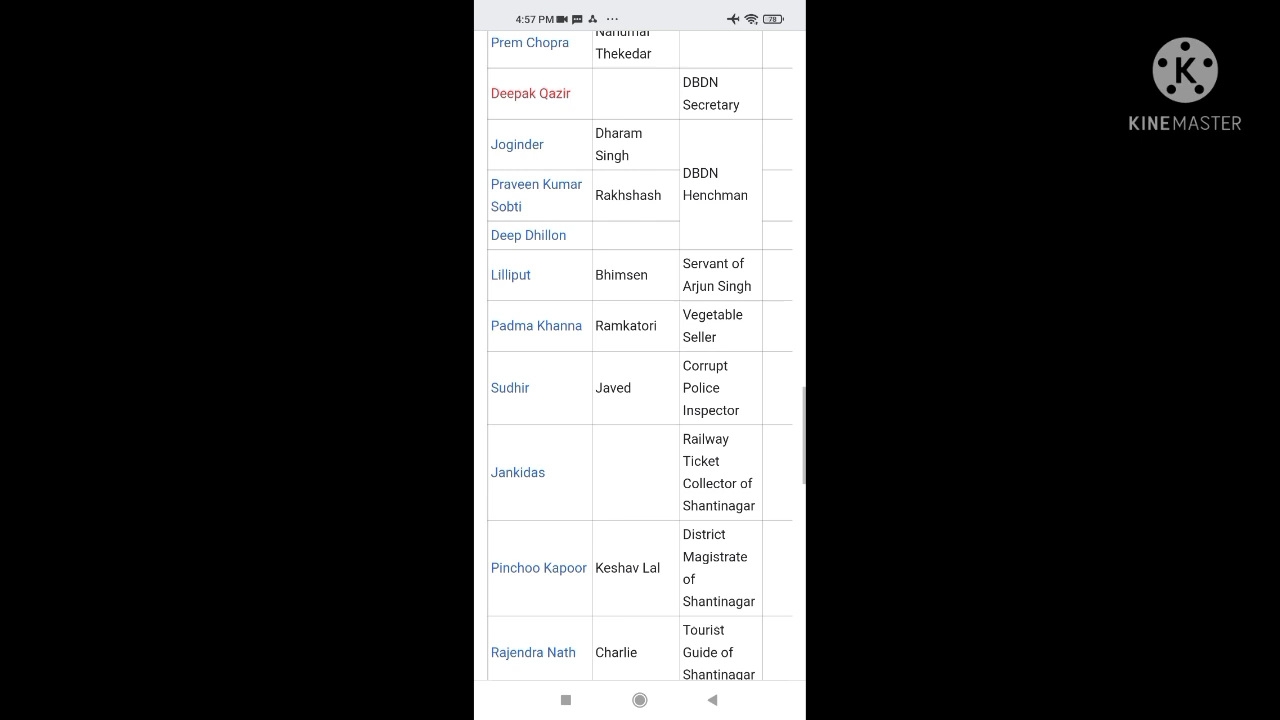 4:57 PM
78
Prem Chopra
Nanumal
Thekedar
Deepak Qazir
DBDN
Secretary
Joginder
Dharam
Singh
DBDN
Henchman
Praveen Kumar
Sobti
Rakhshash
Deep Dhillon
Lilliput
Bhimsen
Servant of
Arjun Singh
Padma Khanna
Ramkatori
Vegetable
Seller
Sudhir
Javed
Corrupt
Police
Inspector
Jankidas
Railway
Ticket
Collector of
Shantinagar
Pinchoo Kapoor
Keshav Lal
District
Magistrate
of
Shantinagar
Rajendra Nath
Charlie
Tourist
Guide of
Shantinagar
K
KINEMASTER